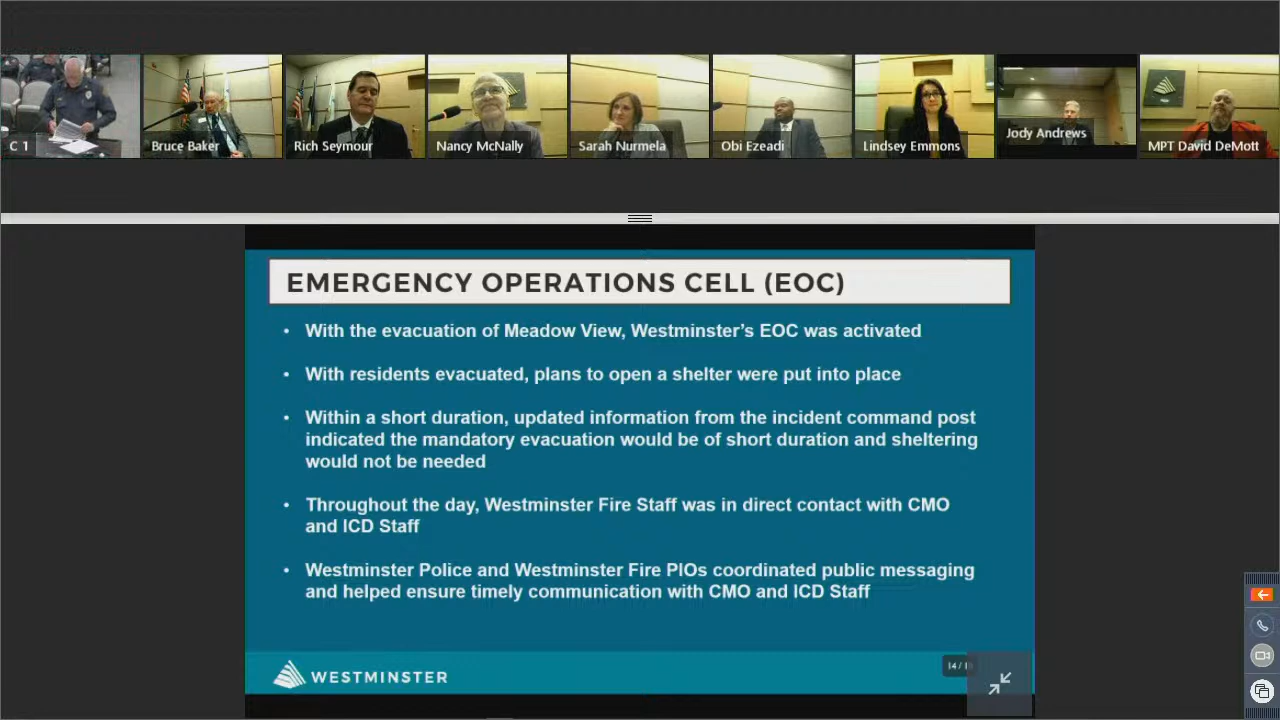 C 1
Bruce Baker
Rich Seymour
Nancy McNally
Sarah Nurmela
Obi Ezeadi
Lindsey Emmons
Jody Andrews
MPT David DeMott
EMERGENCY OPERATIONS CELL (EOC)
• With the evacuation of Meadow View, Westminster's EOC was activated
• With residents evacuated, plans to open a shelter were put into place
• Within a short duration, updated information from the incident command post
indicated the mandatory evacuation would be of short duration and sheltering
would not be needed
• Throughout the day, Westminster Fire Staff was in direct contact with CMO
and ICD Staff
• Westminster Police and Westminster Fire PIOs coordinated public messaging
and helped ensure timely communication with CMO and ICD Staff
WESTMINSTER
14 /